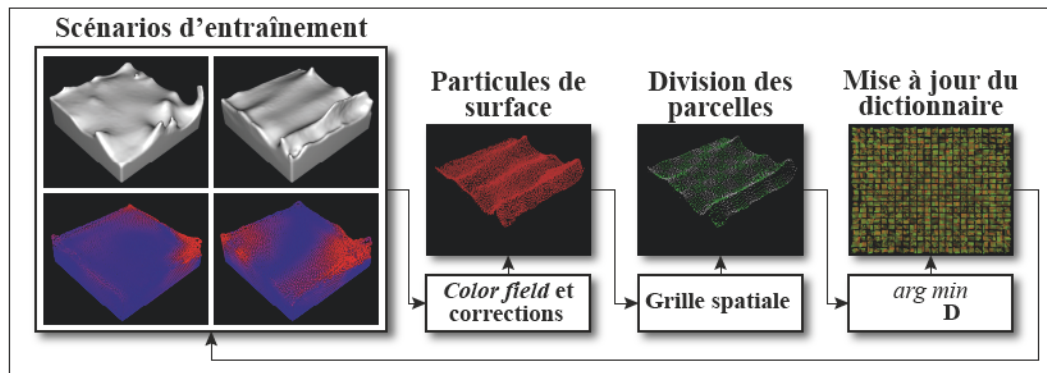 Scénarios d’entraînement
Particules de
surface
Division des
parcelles
Mise à jour du
dictionnaire
Color field et
corrections
Grille spatiale
arg min
D